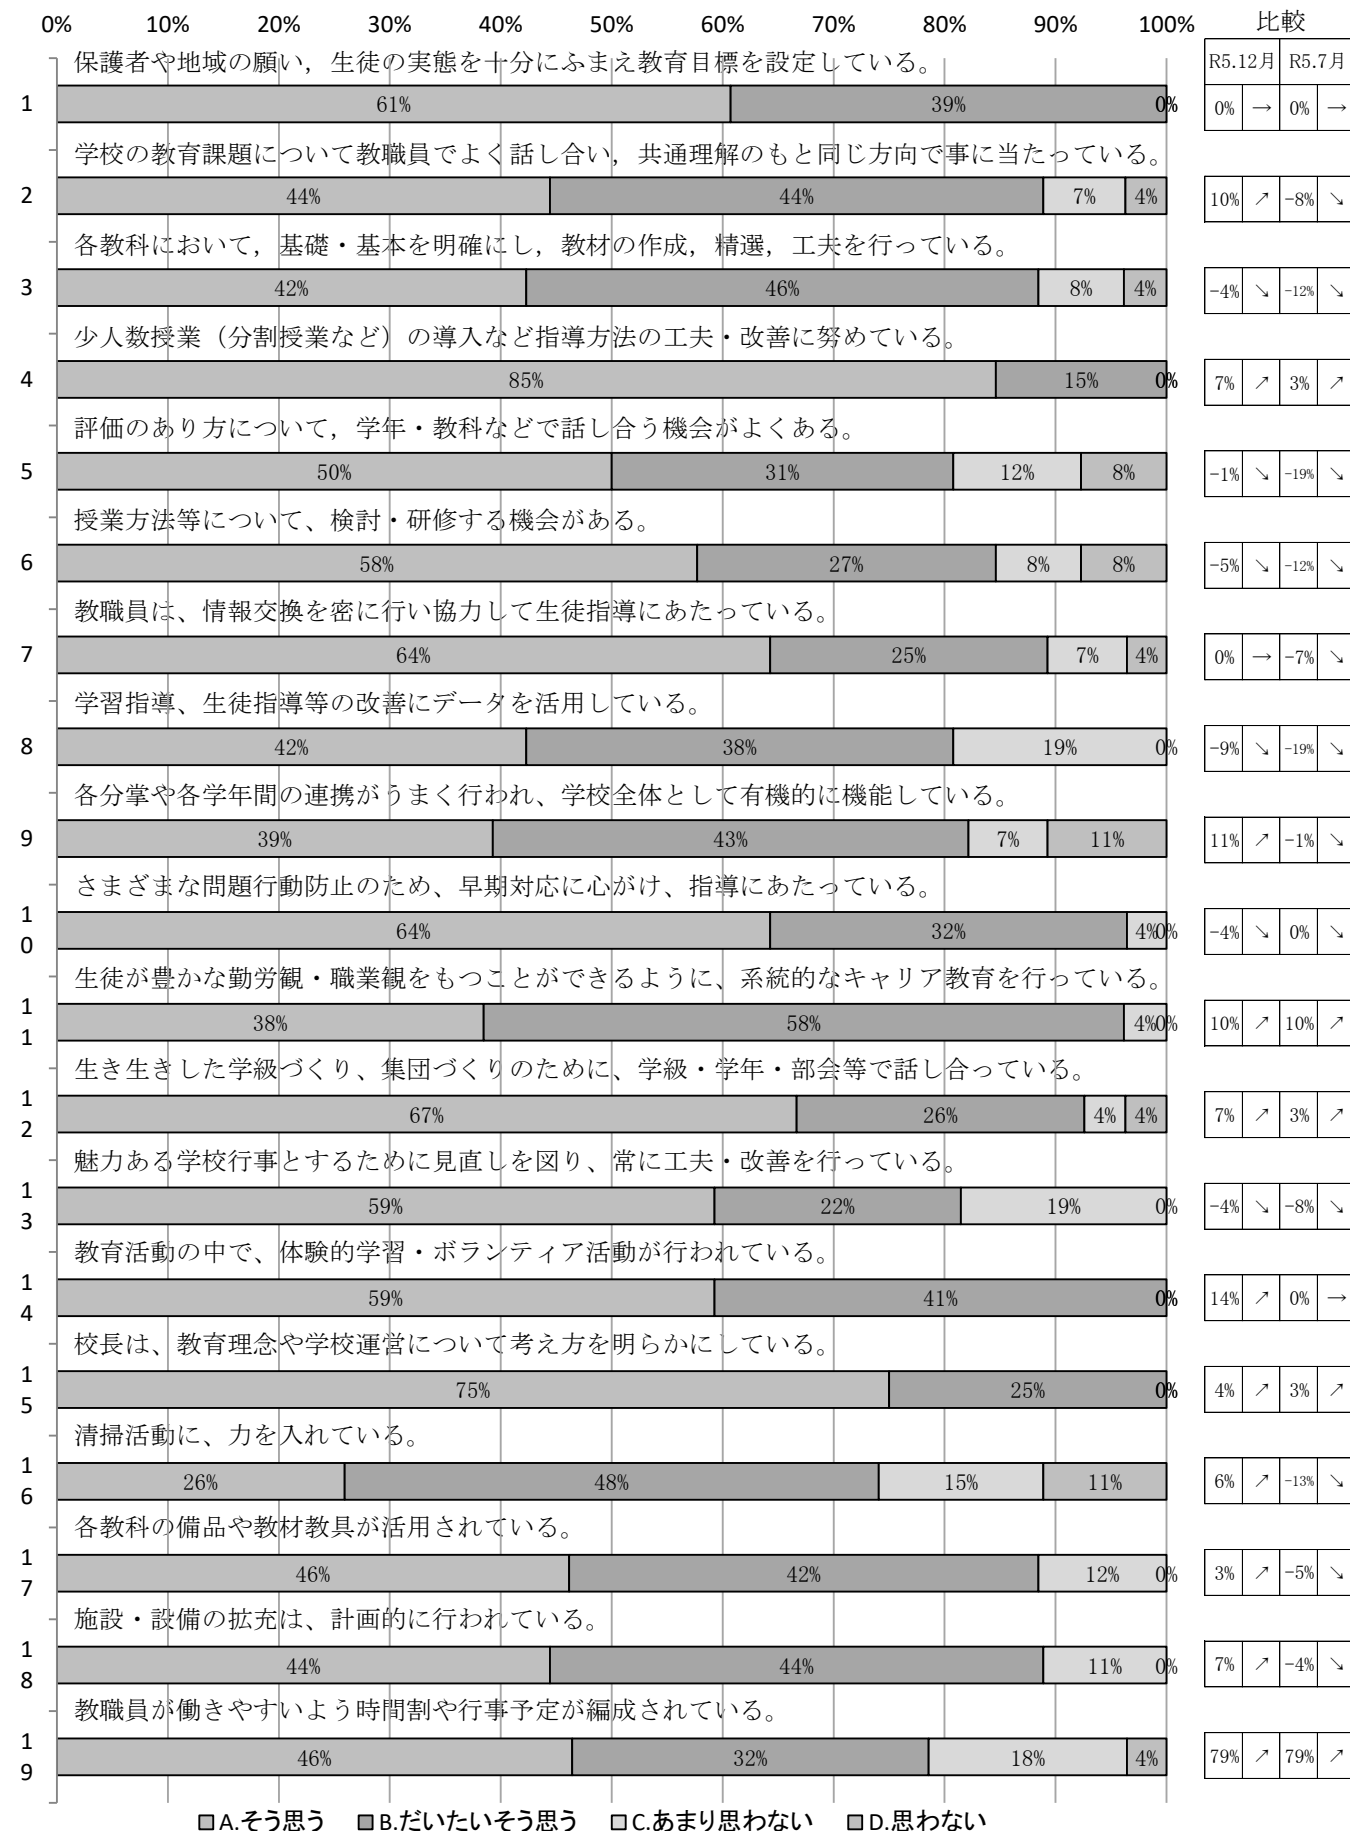 0% 10% 20% 30% 40% 50% 60% 70% 80% 90% 100% 比較
R5.12月 R5.7月
保護者や地域の願い，生徒の実態を十分にふまえ教育目標を設定している。
1 61% 39% 0% 0% → 0% →
学校の教育課題について教職員でよく話し合い，共通理解のもと同じ方向で事に当たっている。
2 44% 44% 7% 4% 10% ↗ -8% ↘
各教科において，基礎・基本を明確にし，教材の作成，精選，工夫を行っている。
3 42% 46% 8% 4% -4% ↘ -12% ↘
少人数授業（分割授業など）の導入など指導方法の工夫・改善に努めている。
4 85% 15% 0% 7% ↗ 3% ↗
評価のあり方について，学年・教科などで話し合う機会がよくある。
5 50% 31% 12% 8% -1% ↘ -19% ↘
授業方法等について、検討・研修する機会がある。
6 58% 27% 8% 8% -5% ↘ -12% ↘
教職員は、情報交換を密に行い協力して生徒指導にあたっている。
7 64% 25% 7% 4% 0% → -7% ↘
学習指導、生徒指導等の改善にデータを活用している。
8 42% 38% 19% 0% -9% ↘ -19% ↘
各分掌や各学年間の連携がうまく行われ、学校全体として有機的に機能している。
9 39% 43% 7% 11% 11% ↗ -1% ↘
さまざまな問題行動防止のため、早期対応に心がけ、指導にあたっている。
10 64% 32% 4% 0% -4% ↘ 0% ↘
生徒が豊かな勤労観・職業観をもつことができるように、系統的なキャリア教育を行っている。
11 38% 58% 4% 0% 10% ↗ 10% ↗
生き生きした学級づくり、集団づくりのために、学級・学年・部会等で話し合っている。
12 67% 26% 4% 4% 7% ↗ 3% ↗
魅力ある学校行事とするために見直しを図り、常に工夫・改善を行っている。
13 59% 22% 19% 0% -4% ↘ -8% ↘
教育活動の中で、体験的学習・ボランティア活動が行われている。
14 59% 41% 0% 14% ↗ 0% →
校長は、教育理念や学校運営について考え方を明らかにしている。
15 75% 25% 0% 4% ↗ 3% ↗
清掃活動に、力を入れている。
16 26% 48% 15% 11% 6% ↗ -13% ↘
各教科の備品や教材教具が活用されている。
17 46% 42% 12% 0% 3% ↗ -5% ↘
施設・設備の拡充は、計画的に行われている。
18 44% 44% 11% 0% 7% ↗ -4% ↘
教職員が働きやすいよう時間割や行事予定が編成されている。
19 46% 32% 18% 4% 79% ↗ 79% ↗
A.そう思う B.だいたいそう思う C.あまり思わない D.思わない